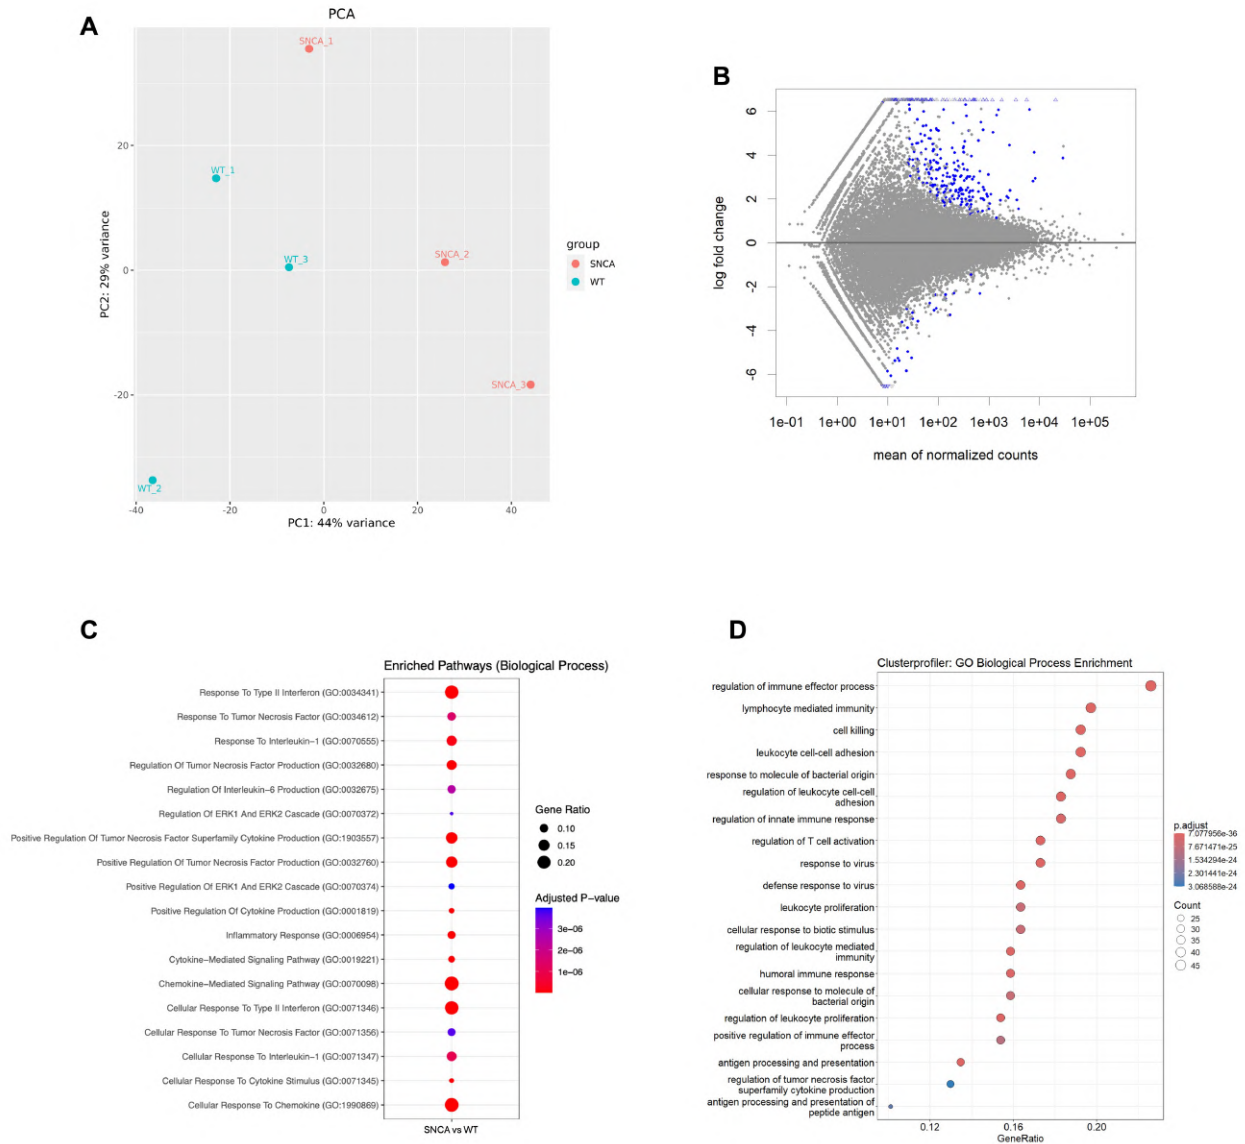 A
PCA
SNCA_1
WT_1
WT_3
SNCA_2
SNCA_3
WT_2
20
0
-20
-40
-20
0
20
40
PC2: 29% variance
PC1: 44% variance
group
SNCA
WT
B
6
4
2
0
-2
-4
-6
log fold change
1e-01
1e+00
1e+01
1e+02
1e+03
1e+04
1e+05
mean of normalized counts
C
Enriched Pathways (Biological Process)
Response To Type II Interferon (GO:0034341)
Response To Tumor Necrosis Factor (GO:0034612)
Response To Interleukin-1 (GO:0070555)
Regulation Of Tumor Necrosis Factor Production (GO:0032680)
Regulation Of Interleukin-6 Production (GO:0032675)
Regulation Of ERK1 And ERK2 Cascade (GO:0070372)
Positive Regulation Of Tumor Necrosis Factor Superfamily Cytokine Production (GO:1903557)
Positive Regulation Of Tumor Necrosis Factor Production (GO:0032760)
Positive Regulation Of ERK1 And ERK2 Cascade (GO:0070374)
Positive Regulation Of Cytokine Production (GO:0001819)
Inflammatory Response (GO:0006954)
Cytokine-Mediated Signaling Pathway (GO:0019221)
Chemokine-Mediated Signaling Pathway (GO:0070098)
Cellular Response To Type II Interferon (GO:0071346)
Cellular Response To Tumor Necrosis Factor (GO:0071356)
Cellular Response To Interleukin-1 (GO:0071347)
Cellular Response To Cytokine Stimulus (GO:0071345)
Cellular Response To Chemokine (GO:1990869)
SNCA vs WT
Gene Ratio
0.10
0.15
0.20
Adjusted P-value
3e-06
2e-06
1e-06
D
Clusterprofiler: GO Biological Process Enrichment
regulation of immune effector process
lymphocyte mediated immunity
cell killing
leukocyte cell-cell adhesion
response to molecule of bacterial origin
regulation of leukocyte cell-cell
adhesion
regulation of innate immune response
regulation of T cell activation
response to virus
defense response to virus
leukocyte proliferation
cellular response to biotic stimulus
regulation of leukocyte mediated
immunity
humoral immune response
cellular response to molecule of
bacterial origin
regulation of leukocyte proliferation
positive regulation of immune effector
process
antigen processing and presentation
regulation of tumor necrosis factor
superfamily cytokine production
antigen processing and presentation of
peptide antigen
0.12
0.16
0.20
GeneRatio
p.adjust
7.077956e-36
7.671471e-25
1.534294e-24
2.301441e-24
3.068588e-24
Count
25
30
35
40
45